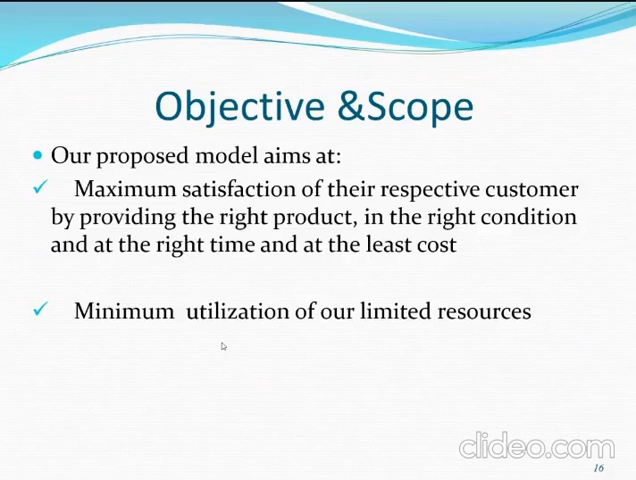 Objective &Scope
Our proposed model aims at:
Maximum satisfaction of their respective customer
by providing the right product, in the right condition
and at the right time and at the least cost
Minimum utilization of our limited resources
clideo.com
16